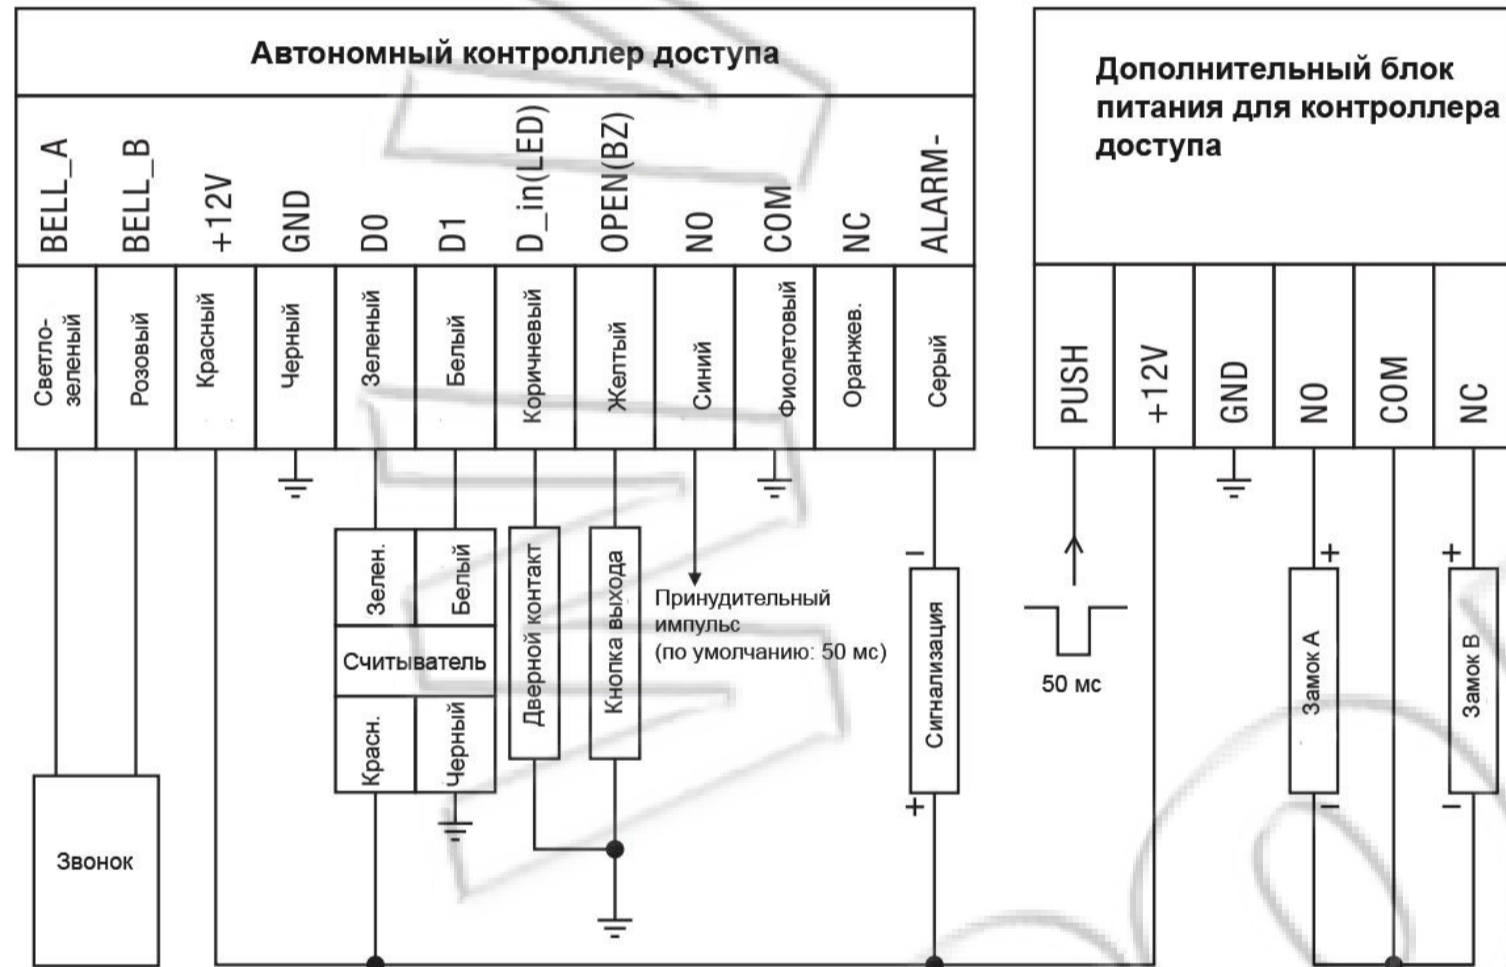 Автономный контроллер доступа
Дополнительный блок
питания для контроллера
доступа
BELL_A
BELL_B
+12V
GND
D0
D1
D_in(LED)
OPEN(BZ)
NO
COM
NC
ALARM-
Светло-
зеленый
Розовый
Красный
Черный
Зеленый
Белый
Коричневый
Желтый
Синий
Фиолетовый
Оранжев.
Серый
PUSH
+12V
GND
NO
COM
NC
Зелен.
Белый
Считыватель
Красн.
Черный
Дверной контакт
Кнопка выхода
Принудительный
импульс
(по умолчанию: 50 мс)
–
Сигнализация
+
50 мс
+
Замок А
–
+
Замок В
–
Звонок